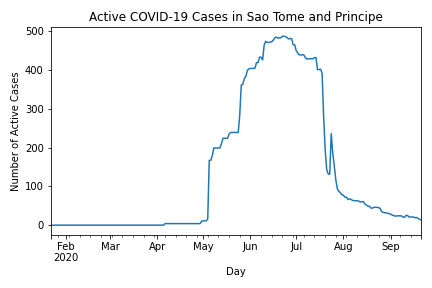 Active COVID-19 Cases in Sao Tome and Principe
Number of Active Cases
500
400
300
200
100
0
Feb Mar Apr May Jun Jul Aug Sep
2020
Day